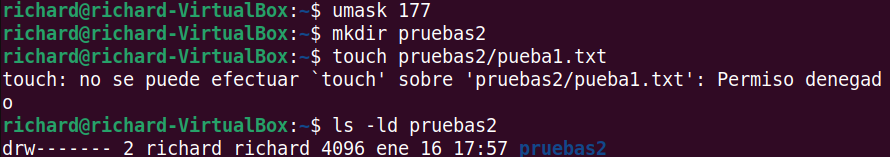 richard@richard-VirtualBox:~$ umask 177
richard@richard-VirtualBox:~$ mkdir pruebas2
richard@richard-VirtualBox:~$ touch pruebas2/pueba1.txt
touch: no se puede efectuar `touch' sobre 'pruebas2/pueba1.txt': Permiso denegad
o
richard@richard-VirtualBox:~$ ls -ld pruebas2
drw------- 2 richard richard 4096 ene 16 17:57 pruebas2